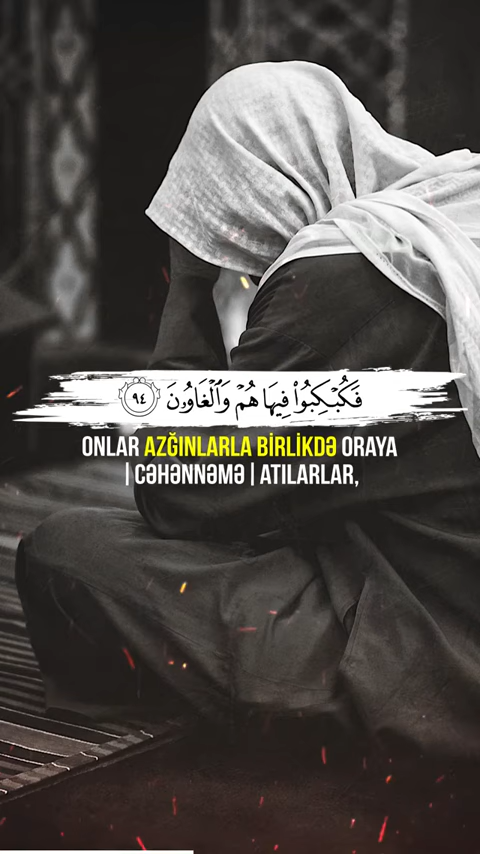 فَكُبْكِبُوا۟ فِيهَا هُمْ وَٱلْغَاوُۥنَ ٩٤
ONLAR AZĞINLARLA BİRLİKDƏ ORAYA
| CƏHƏNNƏMƏ | ATILARLAR,